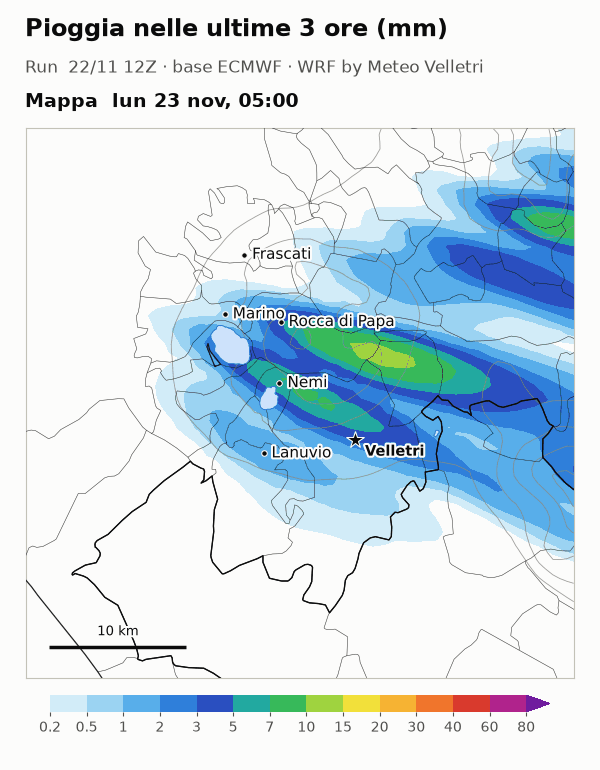 Pioggia nelle ultime 3 ore (mm)
Run  22/11 12Z · base ECMWF · WRF by Meteo Velletri
Mappa  lun 23 nov, 05:00
Frascati
Marino
Rocca di Papa
Nemi
Velletri
Lanuvio
10 km
0.2 0.5 1 2 3 5 7 10 15 20 30 40 60 80